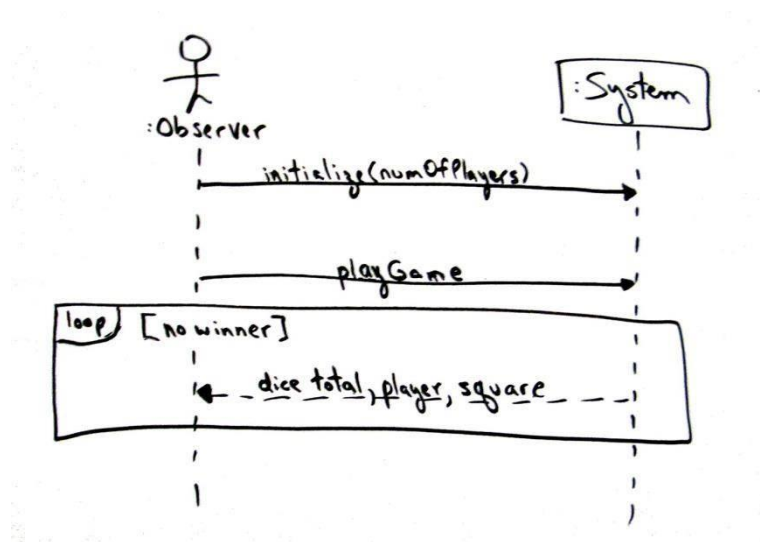 :System
:Observer
initialize(numOfPlayers)
playGame
loop [no winner]
dice total, player, square